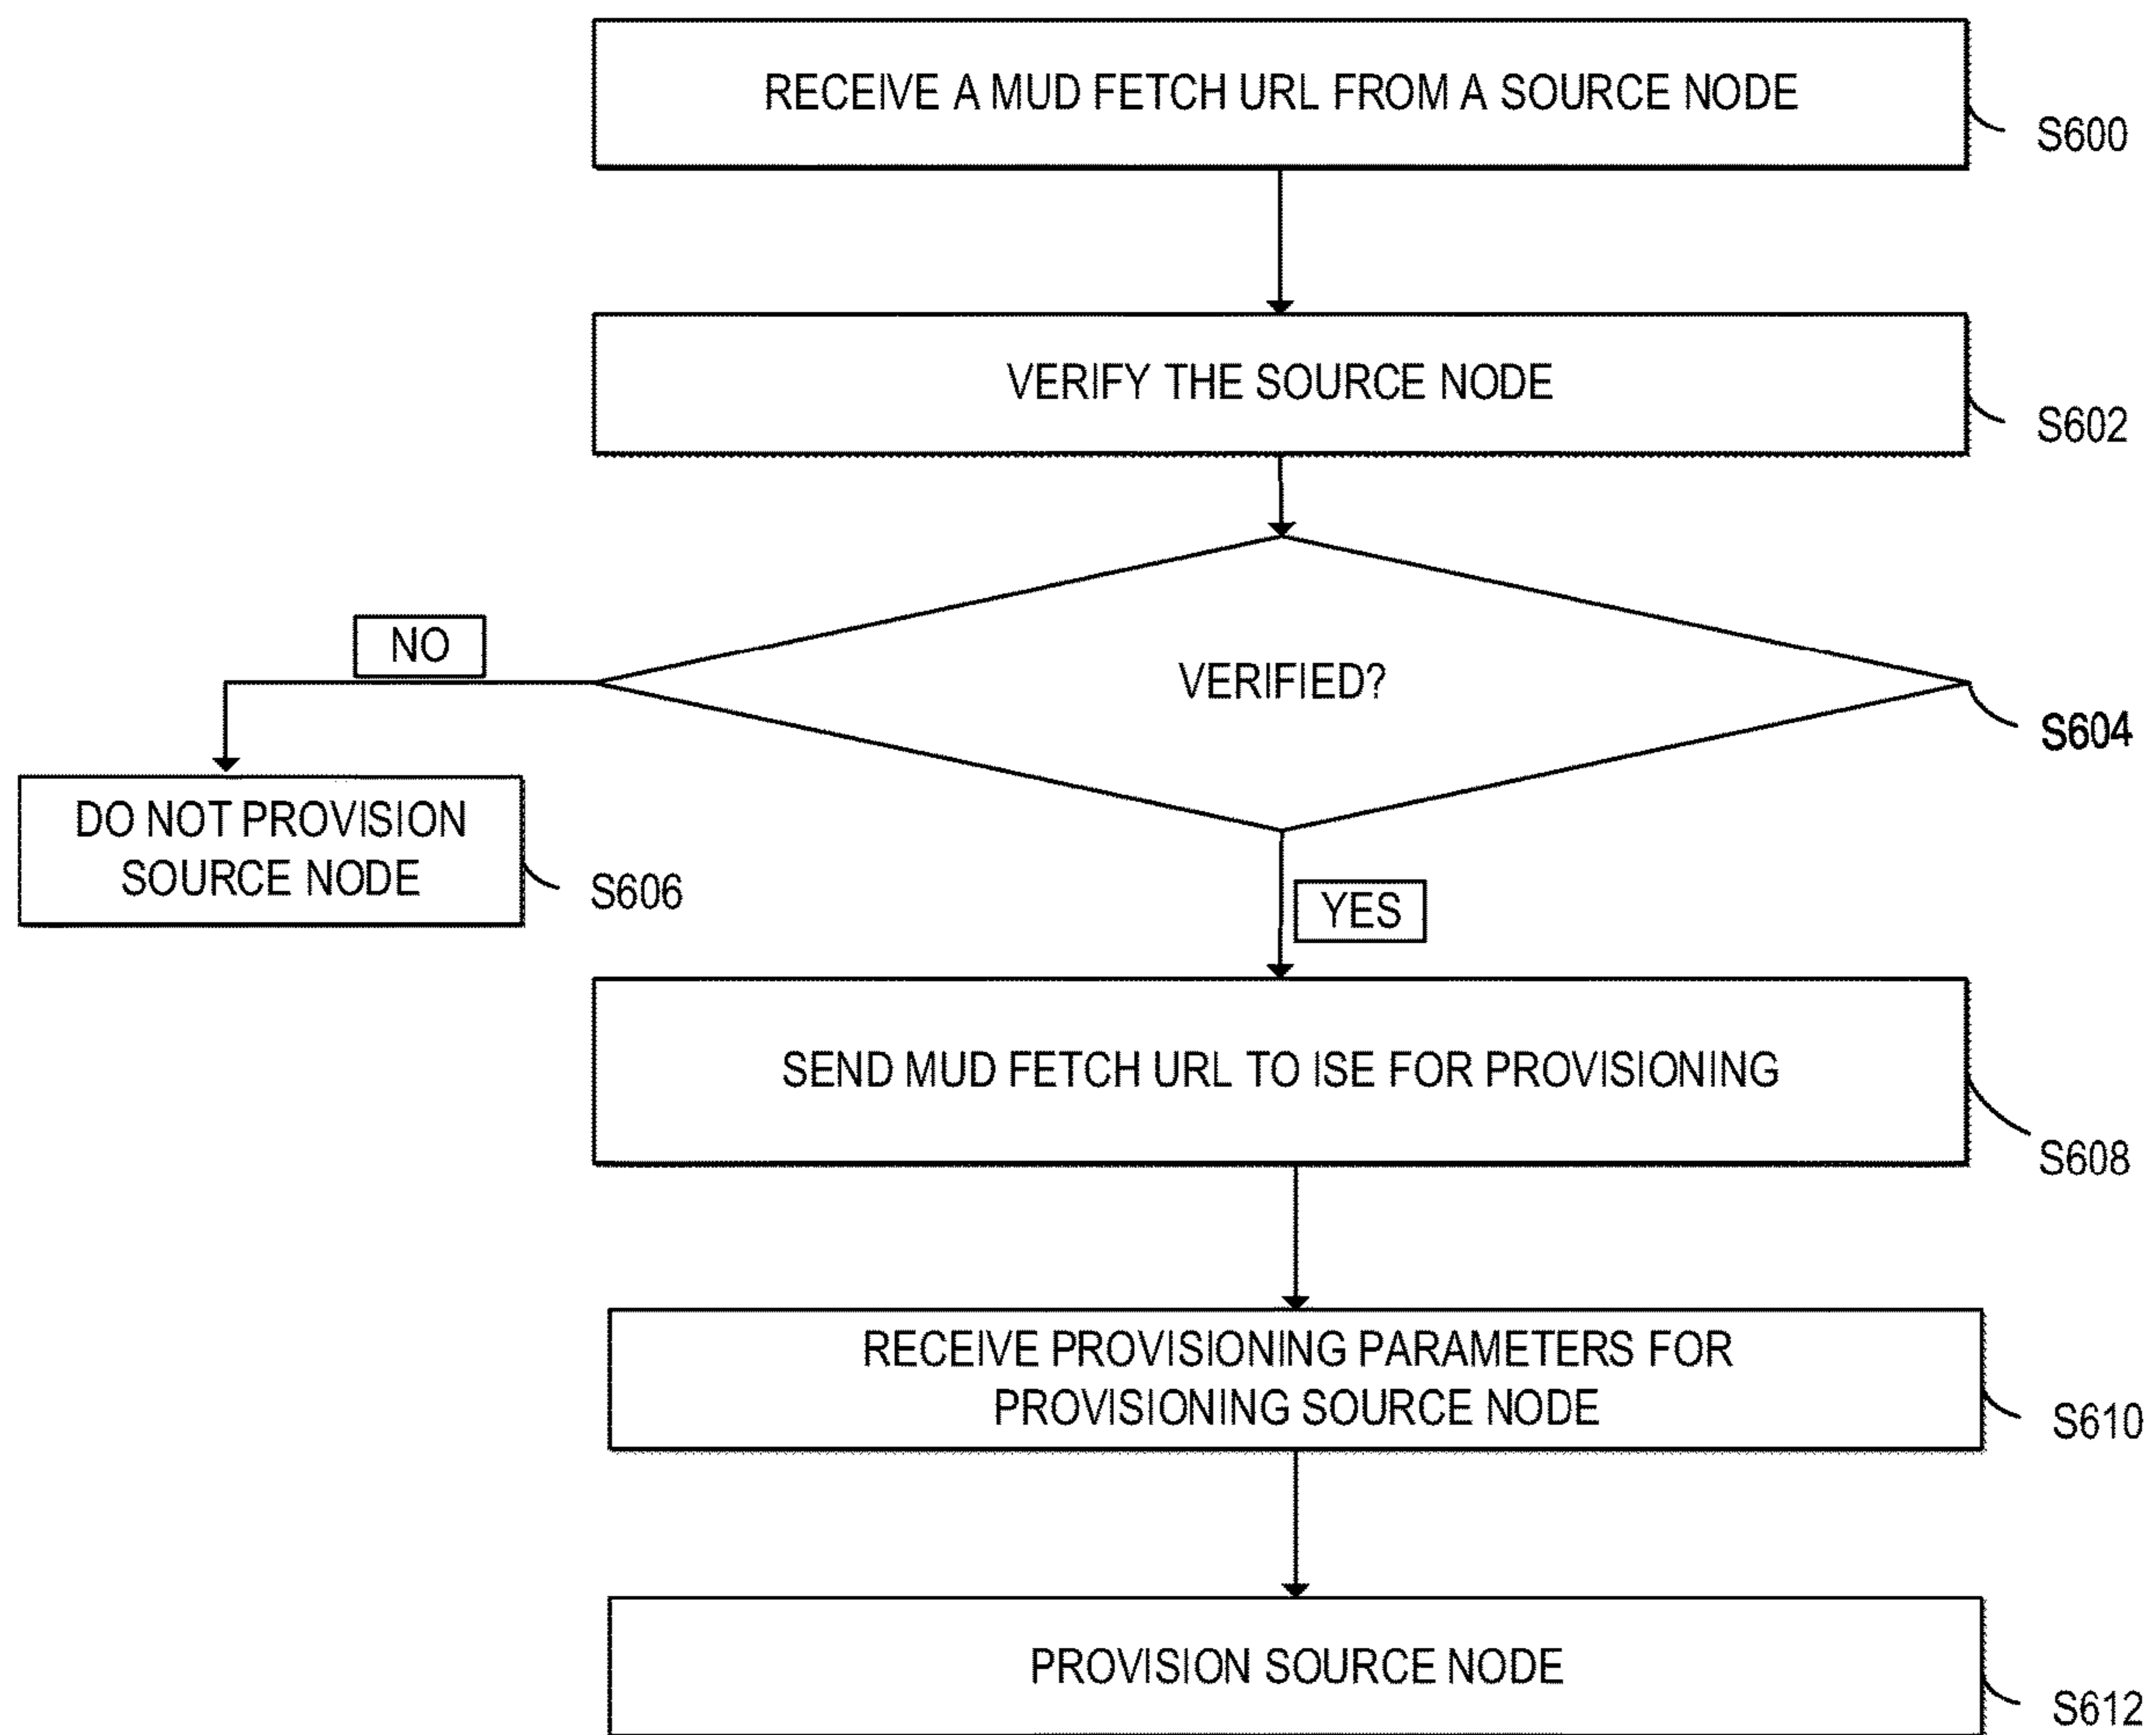 RECEIVE A MUD FETCH URL FROM A SOURCE NODE
S600
VERIFY THE SOURCE NODE
S602
NO
VERIFIED?
S604
DO NOT PROVISION
SOURCE NODE
S606
YES
SEND MUD FETCH URL TO ISE FOR PROVISIONING
S608
RECEIVE PROVISIONING PARAMETERS FOR
PROVISIONING SOURCE NODE
S610
PROVISION SOURCE NODE
S612